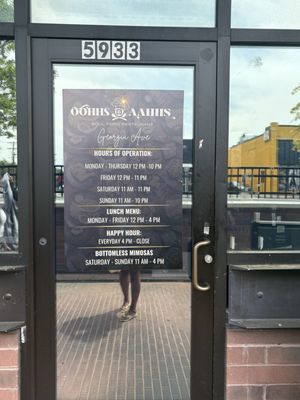 5933
OOHHS & AAHHS
Georgia Ave
HOURS OF OPERATION:
MONDAY - THURSDAY 12 PM - 10 PM
FRIDAY 12 PM - 11 PM
SATURDAY 11 AM - 11 PM
SUNDAY 11 AM - 10 PM
LUNCH MENU:
MONDAY - FRIDAY 12 PM - 4 PM
HAPPY HOUR:
EVERYDAY 4 PM - CLOSE
BOTTOMLESS MIMOSAS
SATURDAY - SUNDAY 11 AM - 4 PM